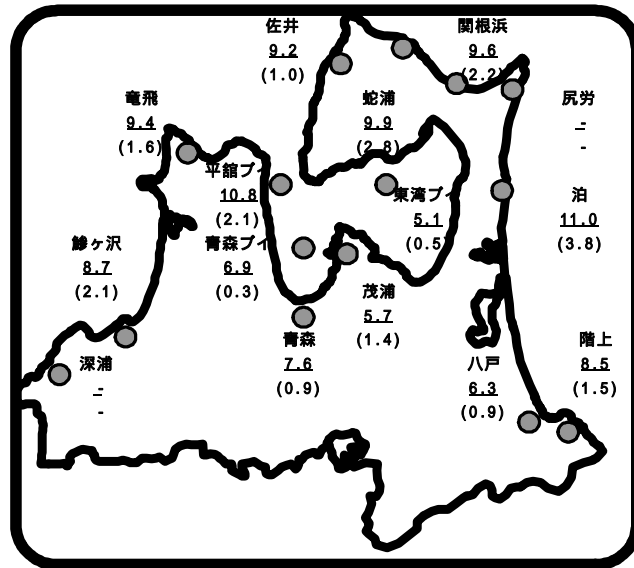 佐井
9.2
(1.0)
関根浜
9.6
(2.2)
竜飛
9.4
(1.6)
蛇浦
9.9
(2.8)
尻労
-
-
平舘ブイ
10.8
(2.1)
東湾ブイ
5.1
(0.5)
泊
11.0
(3.8)
鰺ヶ沢
8.7
(2.1)
青森ブイ
6.9
(0.3)
茂浦
5.7
(1.4)
深浦
-
-
青森
7.6
(0.9)
八戸
6.3
(0.9)
階上
8.5
(1.5)